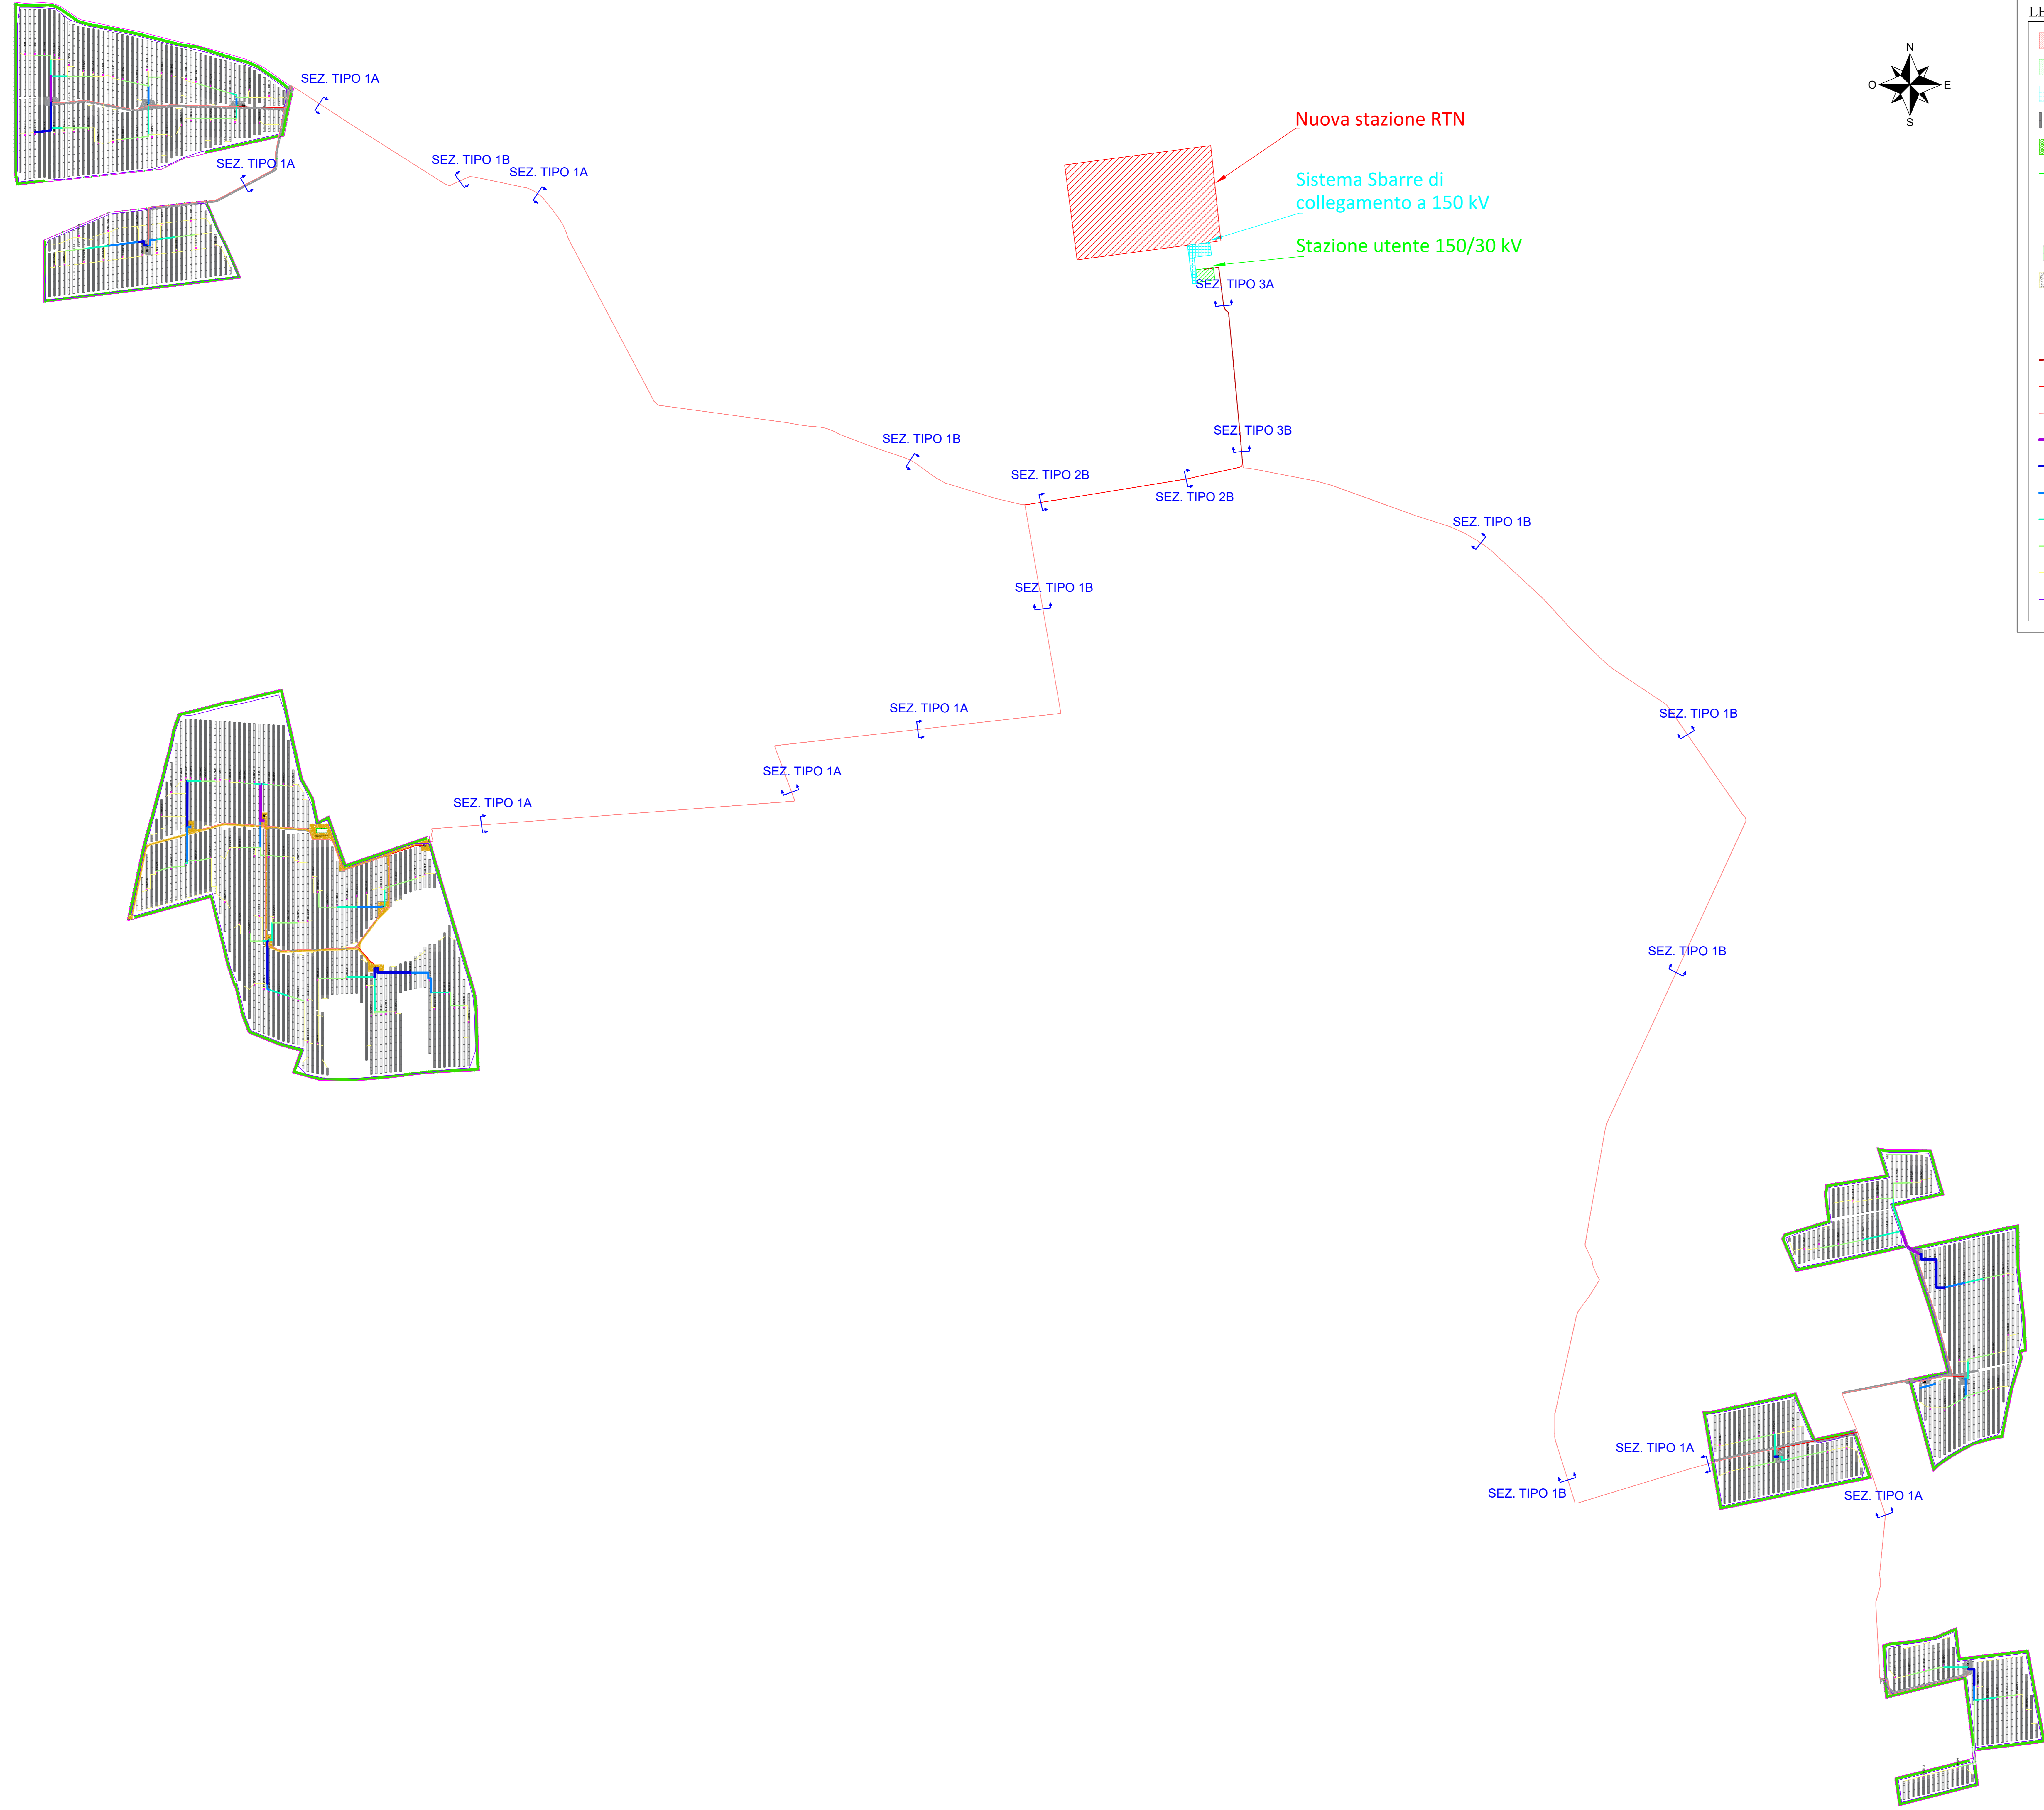 LE
N
O
E
S
SEZ. TIPO 1A
Nuova stazione RTN
SEZ. TIPO 1B
SEZ. TIPO 1A
SEZ. TIPO 1A
Sistema Sbarre di
collegamento a 150 kV
Stazione utente 150/30 kV
SEZ. TIPO 3A
SEZ. TIPO 3B
SEZ. TIPO 1B
SEZ. TIPO 2B
SEZ. TIPO 2B
SEZ. TIPO 1B
SEZ. TIPO 1B
SEZ. TIPO 1A
SEZ. TIPO 1B
SEZ. TIPO 1A
SEZ. TIPO 1A
SEZ. TIPO 1B
SEZ. TIPO 1A
SEZ. TIPO 1B
SEZ. TIPO 1A